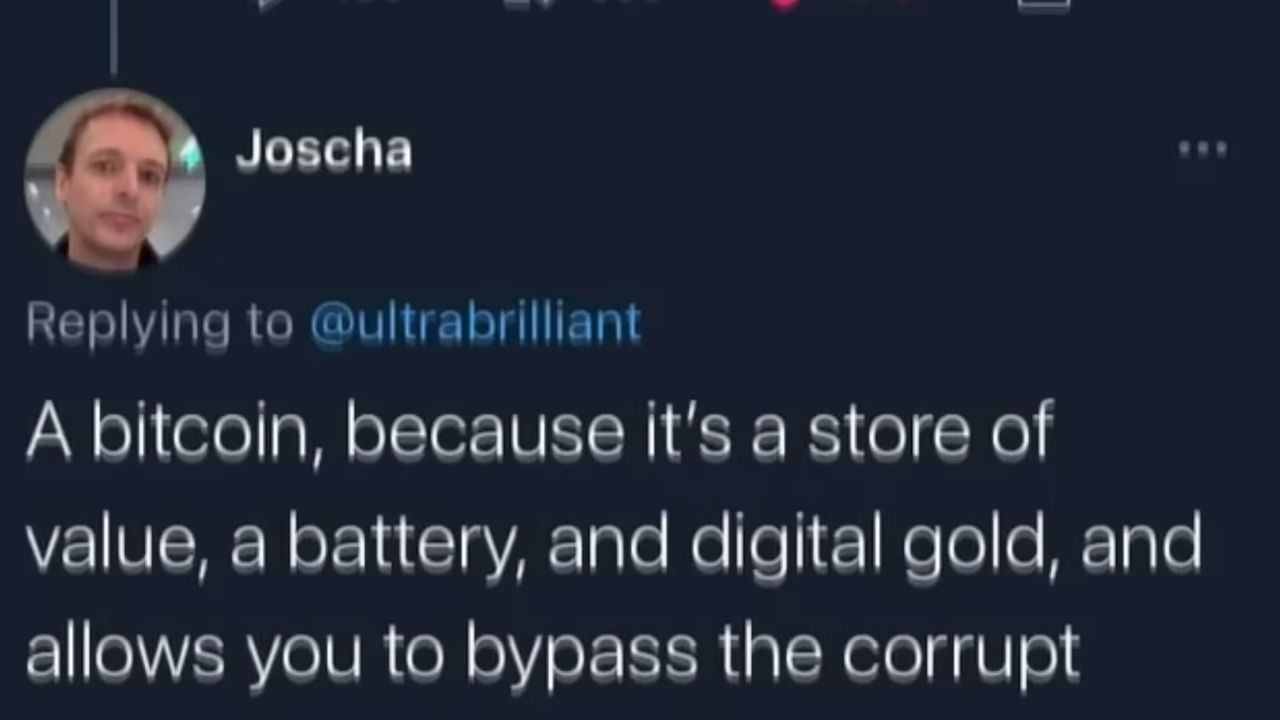 Joscha
Replying to @ultrabrilliant
A bitcoin, because it’s a store of
value, a battery, and digital gold, and
allows you to bypass the corrupt